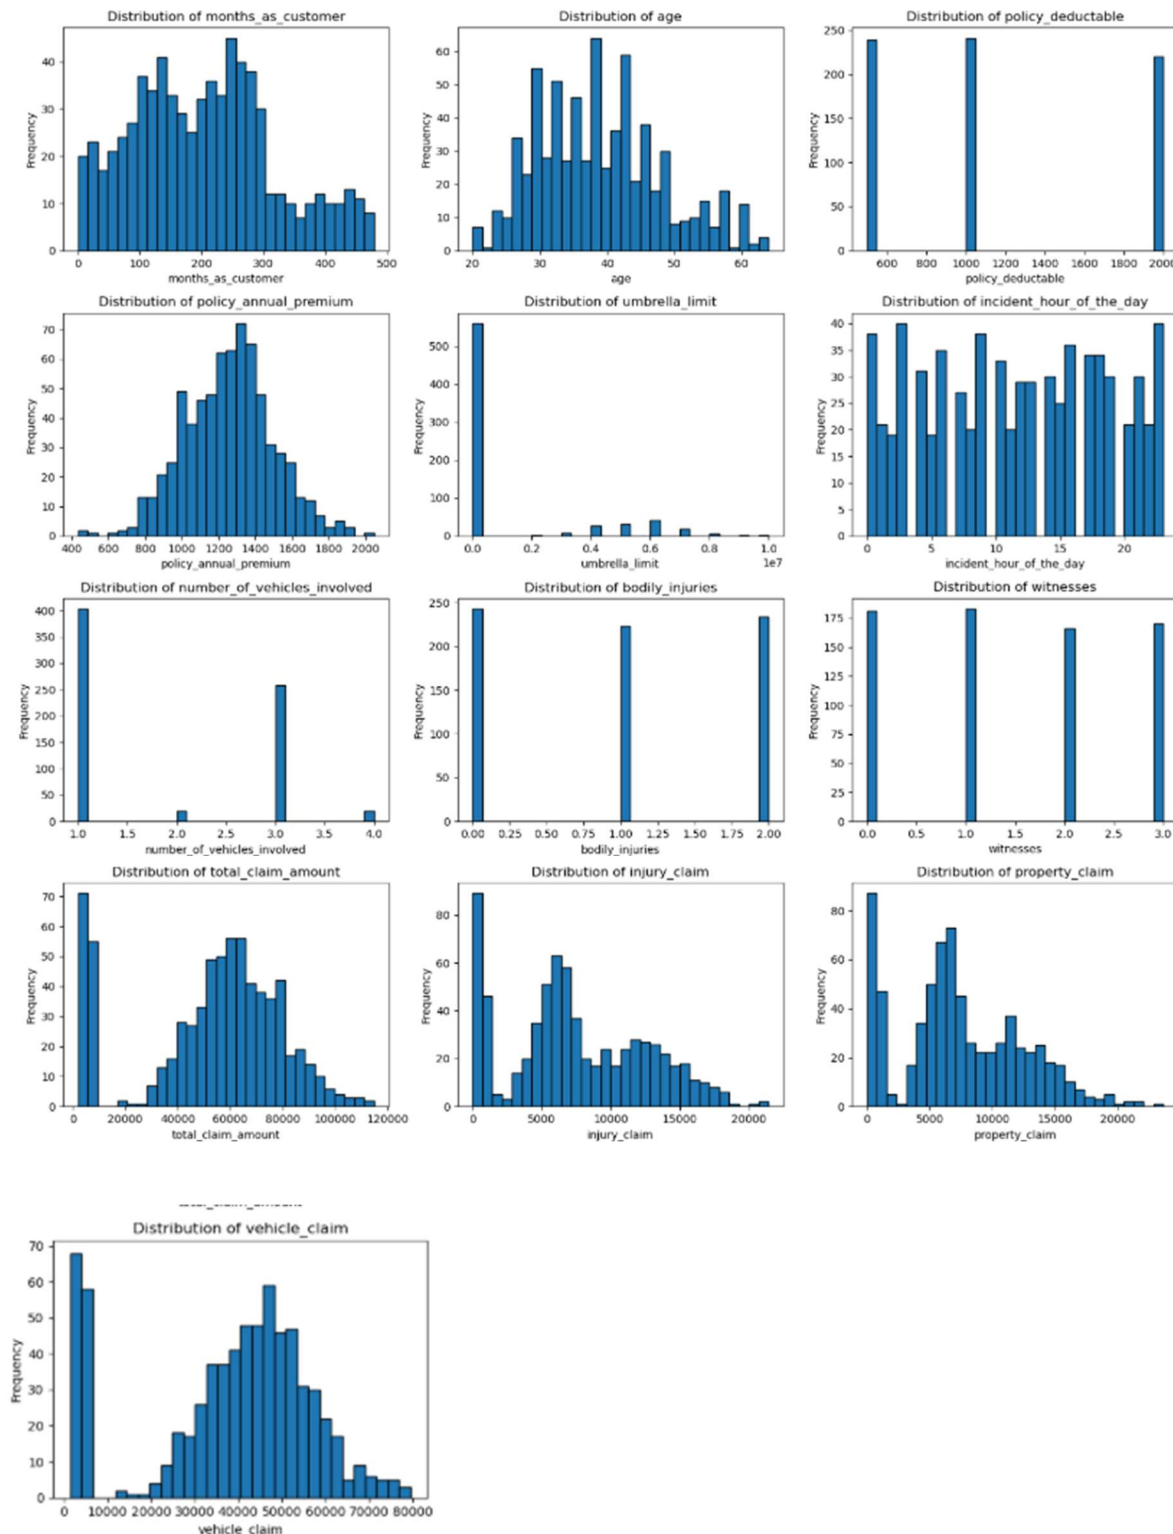 Distribution of months_as_customer
Distribution of age
Distribution of policy_deductable
Frequency
40
30
20
10
0
0 100 200 300 400 500
months_as_customer
Frequency
60
50
40
30
20
10
0
20 30 40 50 60
age
Frequency
250
200
150
100
50
0
600 800 1000 1200 1400 1600 1800 2000
policy_deductable
Distribution of policy_annual_premium
Distribution of umbrella_limit
Distribution of incident_hour_of_the_day
Frequency
70
60
50
40
30
20
10
0
400 600 800 1000 1200 1400 1600 1800 2000
policy_annual_premium
Frequency
500
400
300
200
100
0
0.0 0.2 0.4 0.6 0.8 1.0
1e7
umbrella_limit
Frequency
40
35
30
25
20
15
10
5
0
0 5 10 15 20
incident_hour_of_the_day
Distribution of number_of_vehicles_involved
Distribution of bodily_injuries
Distribution of witnesses
Frequency
400
350
300
250
200
150
100
50
0
1.0 1.5 2.0 2.5 3.0 3.5 4.0
number_of_vehicles_involved
Frequency
250
200
150
100
50
0
0.00 0.25 0.50 0.75 1.00 1.25 1.50 1.75 2.00
bodily_injuries
Frequency
175
150
125
100
75
50
25
0
0.0 0.5 1.0 1.5 2.0 2.5 3.0
witnesses
Distribution of total_claim_amount
Distribution of injury_claim
Distribution of property_claim
Frequency
70
60
50
40
30
20
10
0
0 20000 40000 60000 80000 100000 120000
total_claim_amount
Frequency
80
60
40
20
0
0 5000 10000 15000 20000
injury_claim
Frequency
80
60
40
20
0
0 5000 10000 15000 20000
property_claim
Distribution of vehicle_claim
Frequency
70
60
50
40
30
20
10
0
0 10000 20000 30000 40000 50000 60000 70000 80000
vehicle_claim